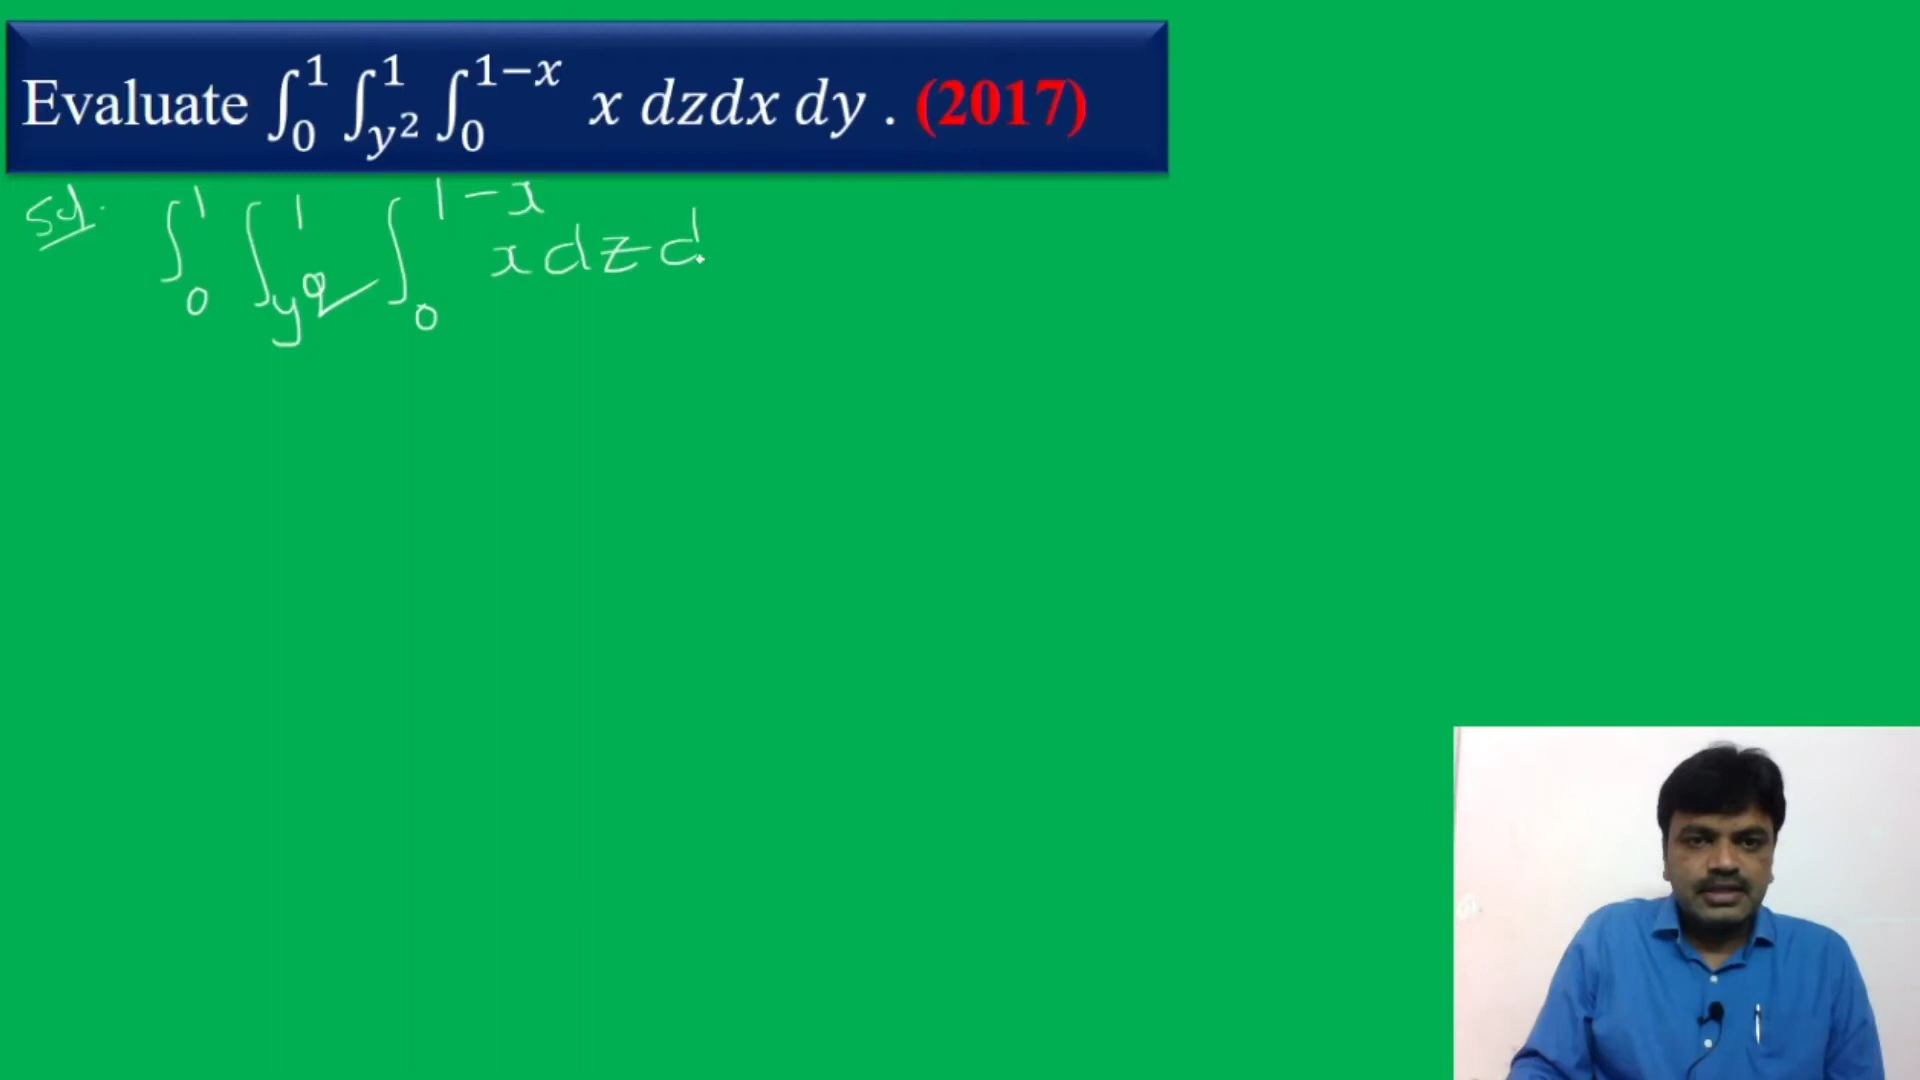 Evaluate ∫₀¹ ∫_{y²}¹ ∫₀^{1−x} x dzdx dy . (2017)
Sol. ∫₀¹ ∫_{y²}¹ ∫₀^{1−x} x dz d